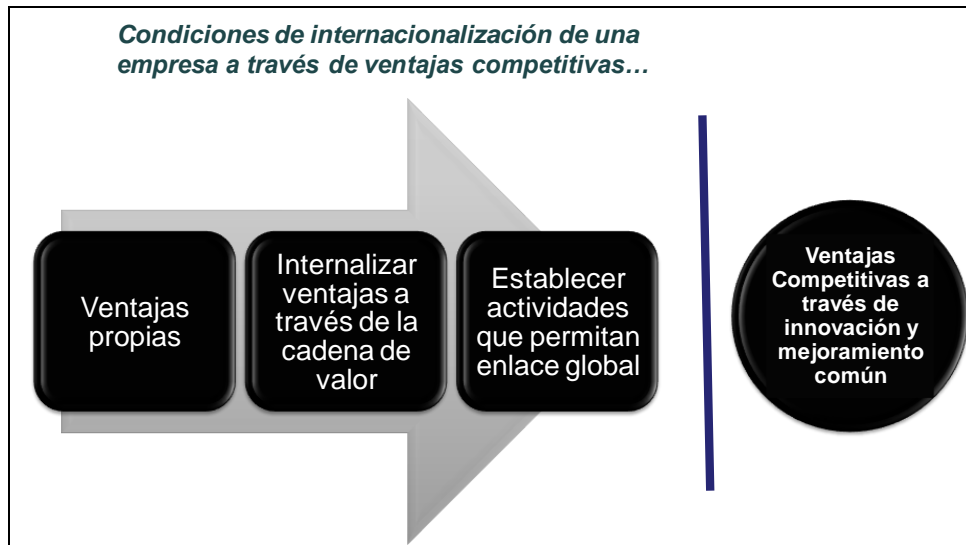 Condiciones de internacionalización de una
empresa a través de ventajas competitivas…
Ventajas
propias
Internalizar
ventajas a
través de la
cadena de
valor
Establecer
actividades
que permitan
enlace global
Ventajas
Competitivas a
través de
innovación y
mejoramiento
común